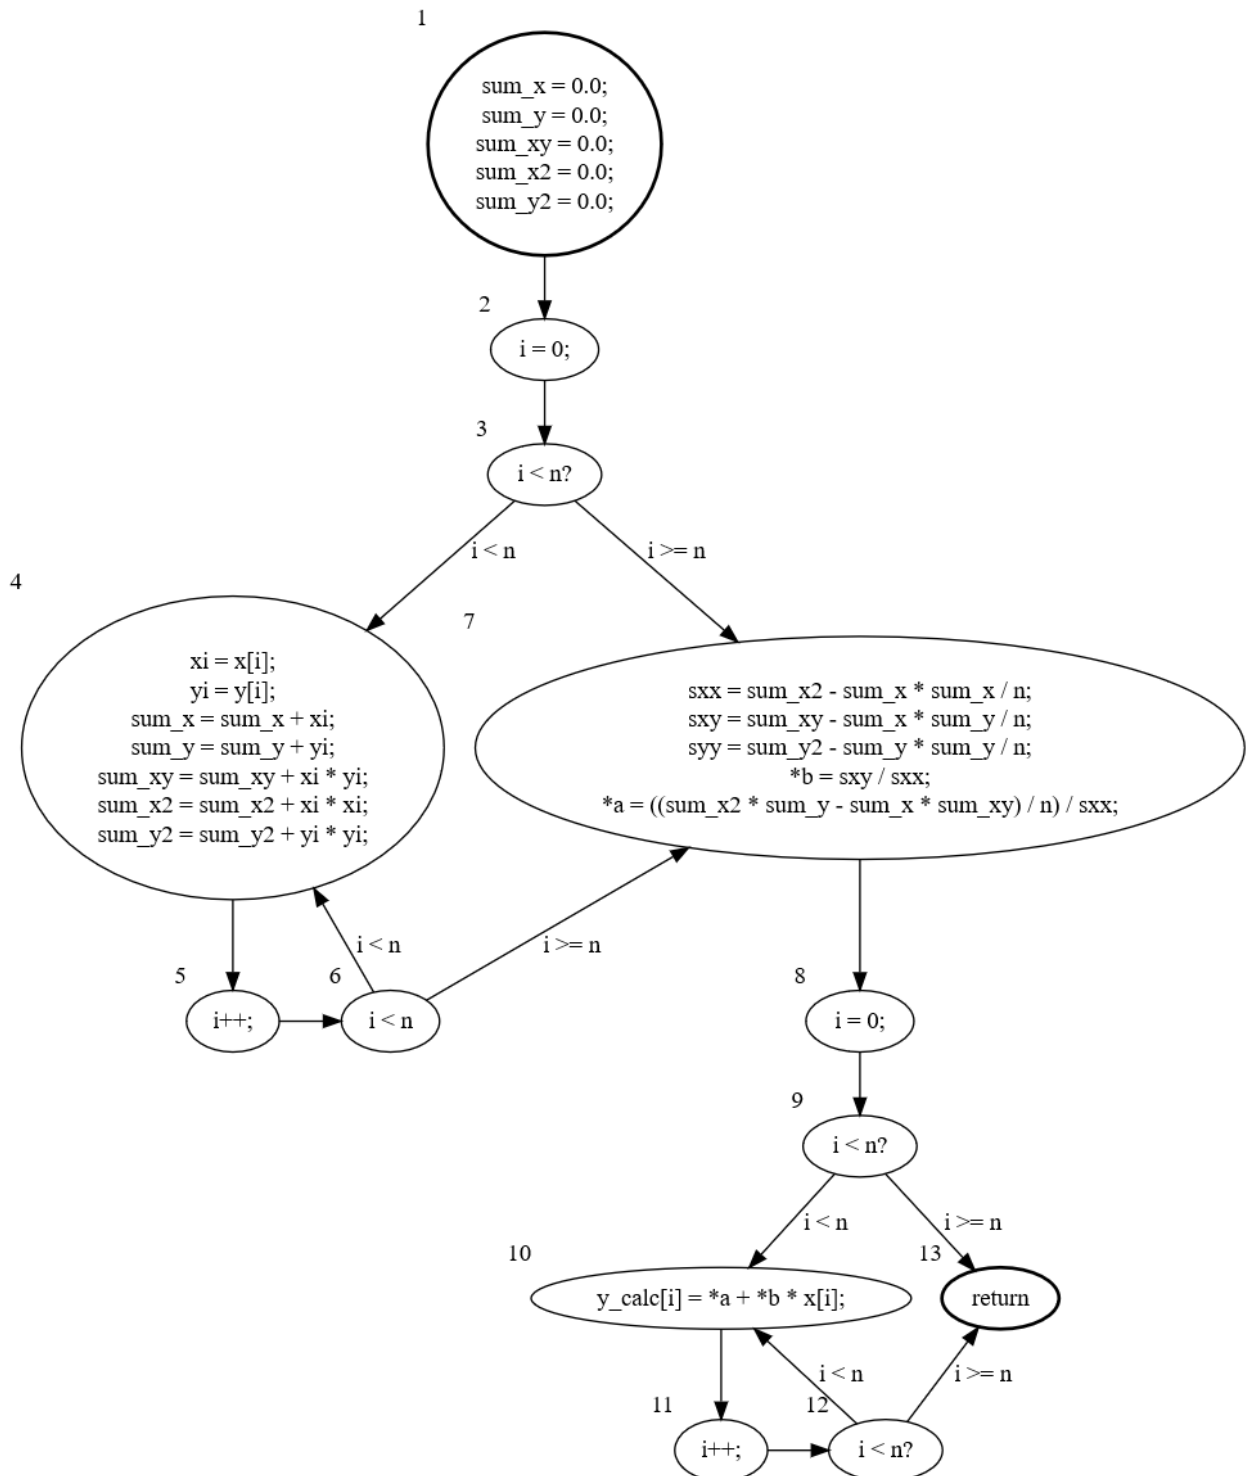 1
sum_x = 0.0;
sum_y = 0.0;
sum_xy = 0.0;
sum_x2 = 0.0;
sum_y2 = 0.0;
2
i = 0;
3
i < n?
i < n
i >= n
4
xi = x[i];
yi = y[i];
sum_x = sum_x + xi;
sum_y = sum_y + yi;
sum_xy = sum_xy + xi * yi;
sum_x2 = sum_x2 + xi * xi;
sum_y2 = sum_y2 + yi * yi;
7
sxx = sum_x2 - sum_x * sum_x / n;
sxy = sum_xy - sum_x * sum_y / n;
syy = sum_y2 - sum_y * sum_y / n;
*b = sxy / sxx;
*a = ((sum_x2 * sum_y - sum_x * sum_xy) / n) / sxx;
i < n
i >= n
5
i++;
6
i < n
8
i = 0;
9
i < n?
i < n
i >= n
10
y_calc[i] = *a + *b * x[i];
13
return
i < n
i >= n
11
i++;
12
i < n?